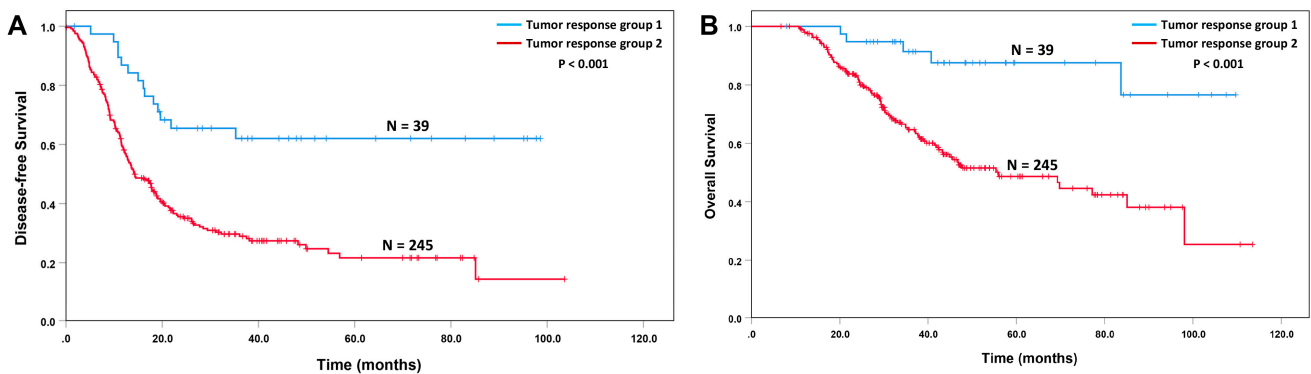 A
Tumor response group 1
Tumor response group 2
P < 0.001
N = 39
N = 245
Disease-free Survival
1.0
0.8
0.6
0.4
0.2
0.0
.0
20.0
40.0
60.0
80.0
100.0
120.0
Time (months)
B
Tumor response group 1
Tumor response group 2
P < 0.001
N = 39
N = 245
Overall Survival
1.0
0.8
0.6
0.4
0.2
0.0
.0
20.0
40.0
60.0
80.0
100.0
120.0
Time (months)